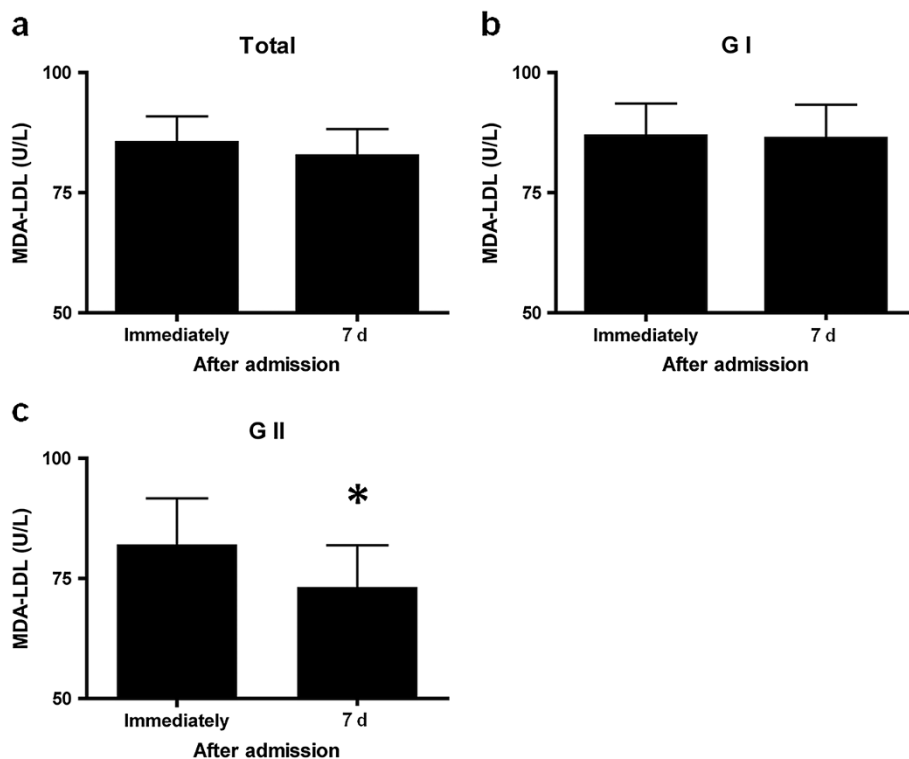 a
Total
100
75
50
MDA-LDL (U/L)
Immediately
7 d
After admission
b
G I
100
75
50
MDA-LDL (U/L)
Immediately
7 d
After admission
c
G II
100
75
50
MDA-LDL (U/L)
*
Immediately
7 d
After admission